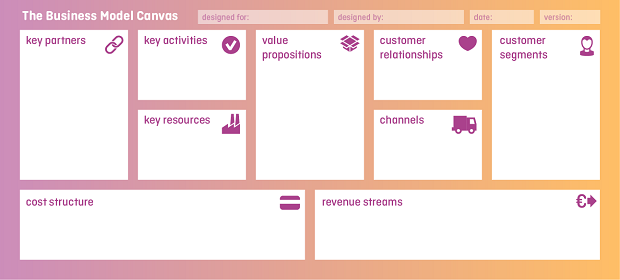 The Business Model Canvas
designed for:
designed by:
date:
version:
key partners
key activities
value
propositions
customer
relationships
customer
segments
key resources
channels
cost structure
revenue streams
€